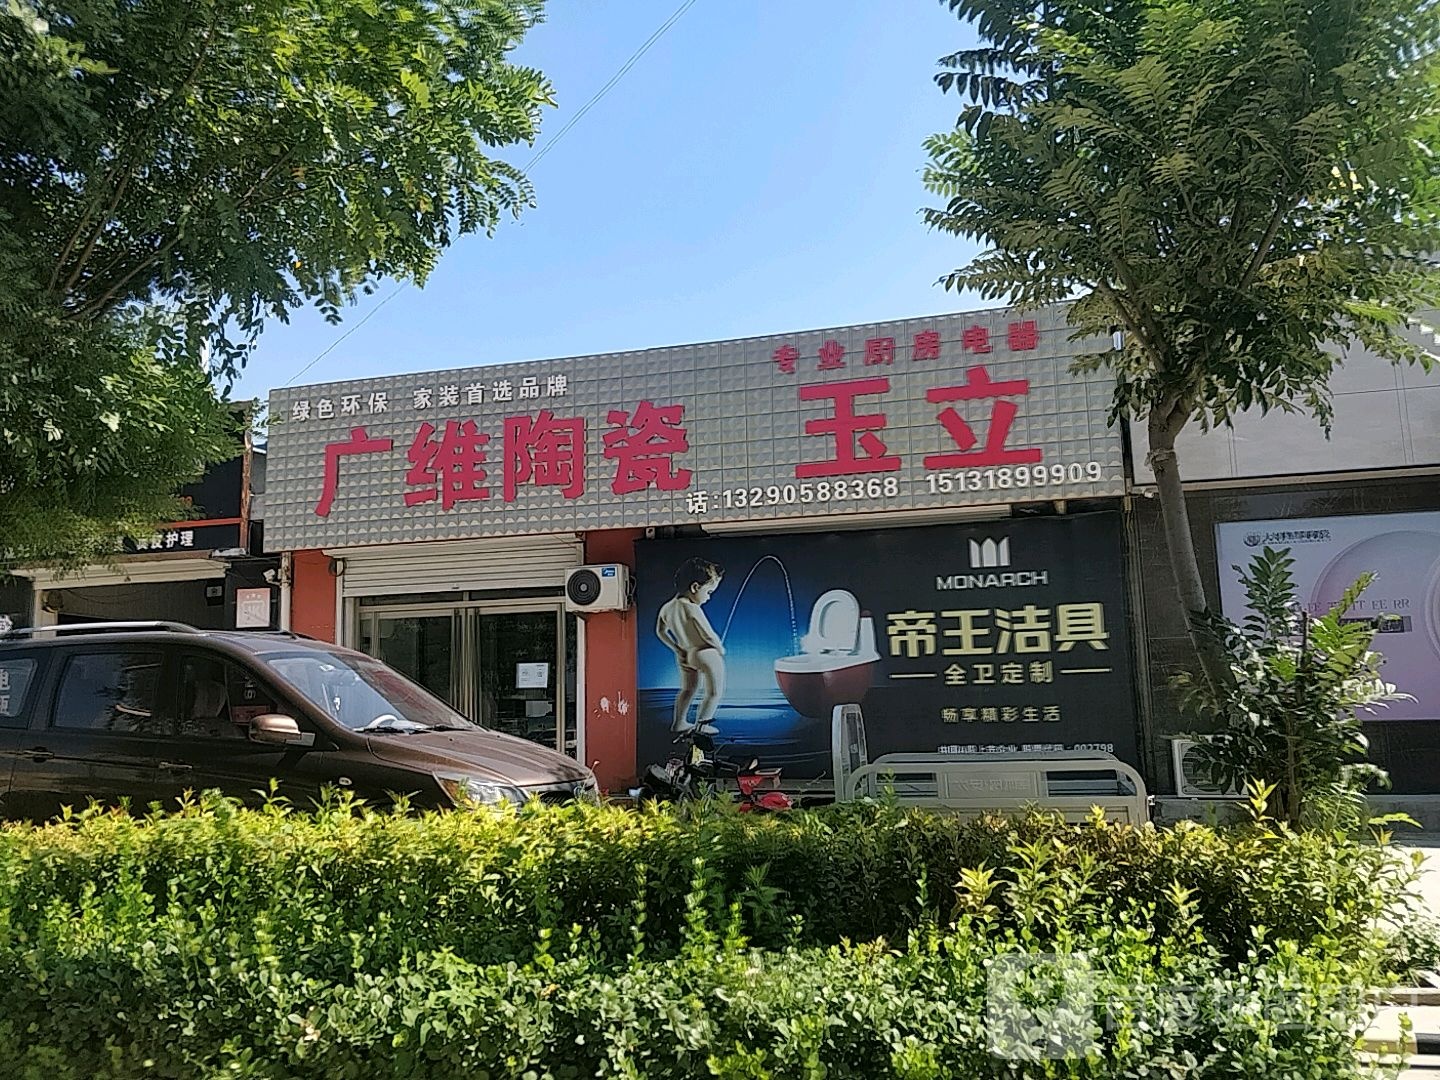 绿色环保 家装首选品牌
专业厨房电器
广维陶瓷 玉立
话:13290588368 15131899909
护理
MONARCH
帝王洁具
全卫定制
畅享精彩生活
002798